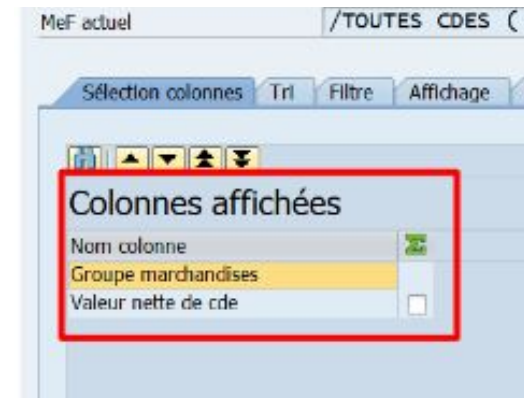 MeF actuel /TOUTES CDES (
Sélection colonnes Tri Filtre Affichage
Colonnes affichées
Nom colonne
Groupe marchandises
Valeur nette de cde